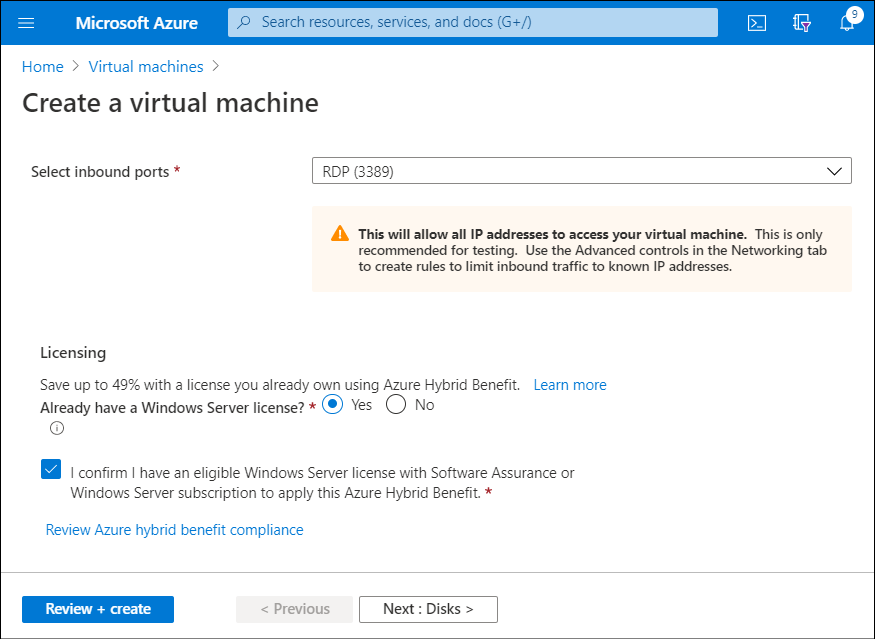 Microsoft Azure
Search resources, services, and docs (G+/)
9
Home > Virtual machines >
Create a virtual machine
Select inbound ports *
RDP (3389)
This will allow all IP addresses to access your virtual machine. This is only
recommended for testing. Use the Advanced controls in the Networking tab
to create rules to limit inbound traffic to known IP addresses.
Licensing
Save up to 49% with a license you already own using Azure Hybrid Benefit. Learn more
Already have a Windows Server license? * Yes No
I confirm I have an eligible Windows Server license with Software Assurance or
Windows Server subscription to apply this Azure Hybrid Benefit. *
Review Azure hybrid benefit compliance
Review + create
< Previous
Next : Disks >